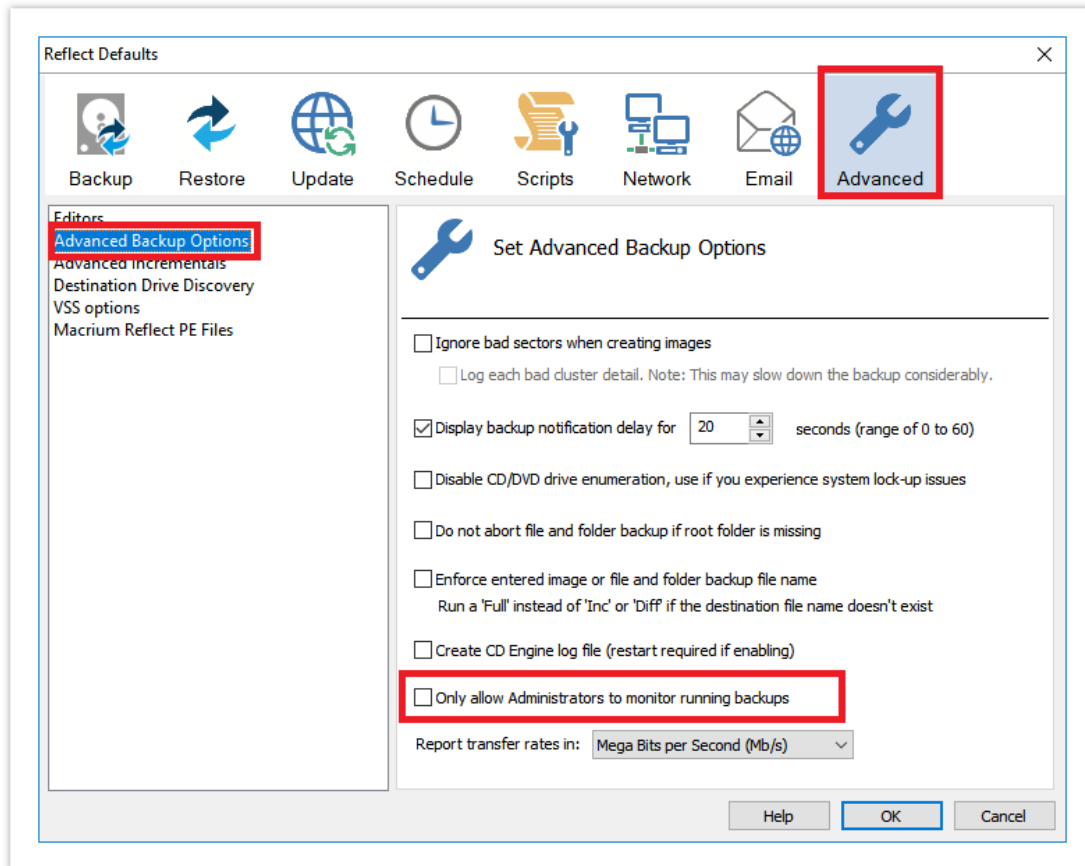 Reflect Defaults
Backup Restore Update Schedule Scripts Network Email Advanced
Editors
Advanced Backup Options
Advanced Incrementals
Destination Drive Discovery
VSS options
Macrium Reflect PE Files
Set Advanced Backup Options
Ignore bad sectors when creating images
Log each bad cluster detail. Note: This may slow down the backup considerably.
Display backup notification delay for 20 seconds (range of 0 to 60)
Disable CD/DVD drive enumeration, use if you experience system lock-up issues
Do not abort file and folder backup if root folder is missing
Enforce entered image or file and folder backup file name
Run a 'Full' instead of 'Inc' or 'Diff' if the destination file name doesn't exist
Create CD Engine log file (restart required if enabling)
Only allow Administrators to monitor running backups
Report transfer rates in: Mega Bits per Second (Mb/s)
Help OK Cancel